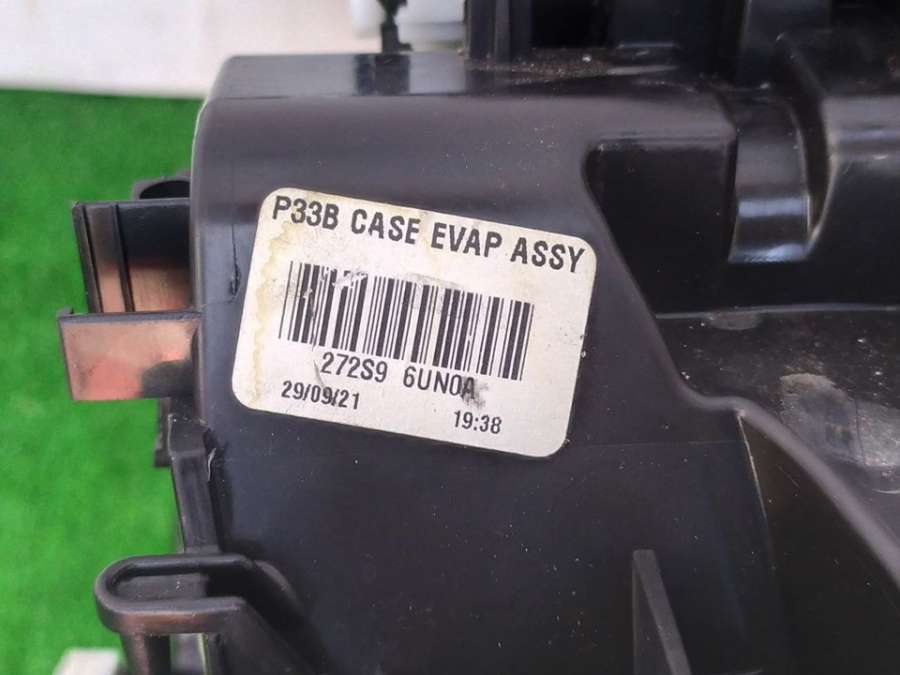 P33B CASE EVAP ASSY
272S9 6UN0A
29/09/21
19:38